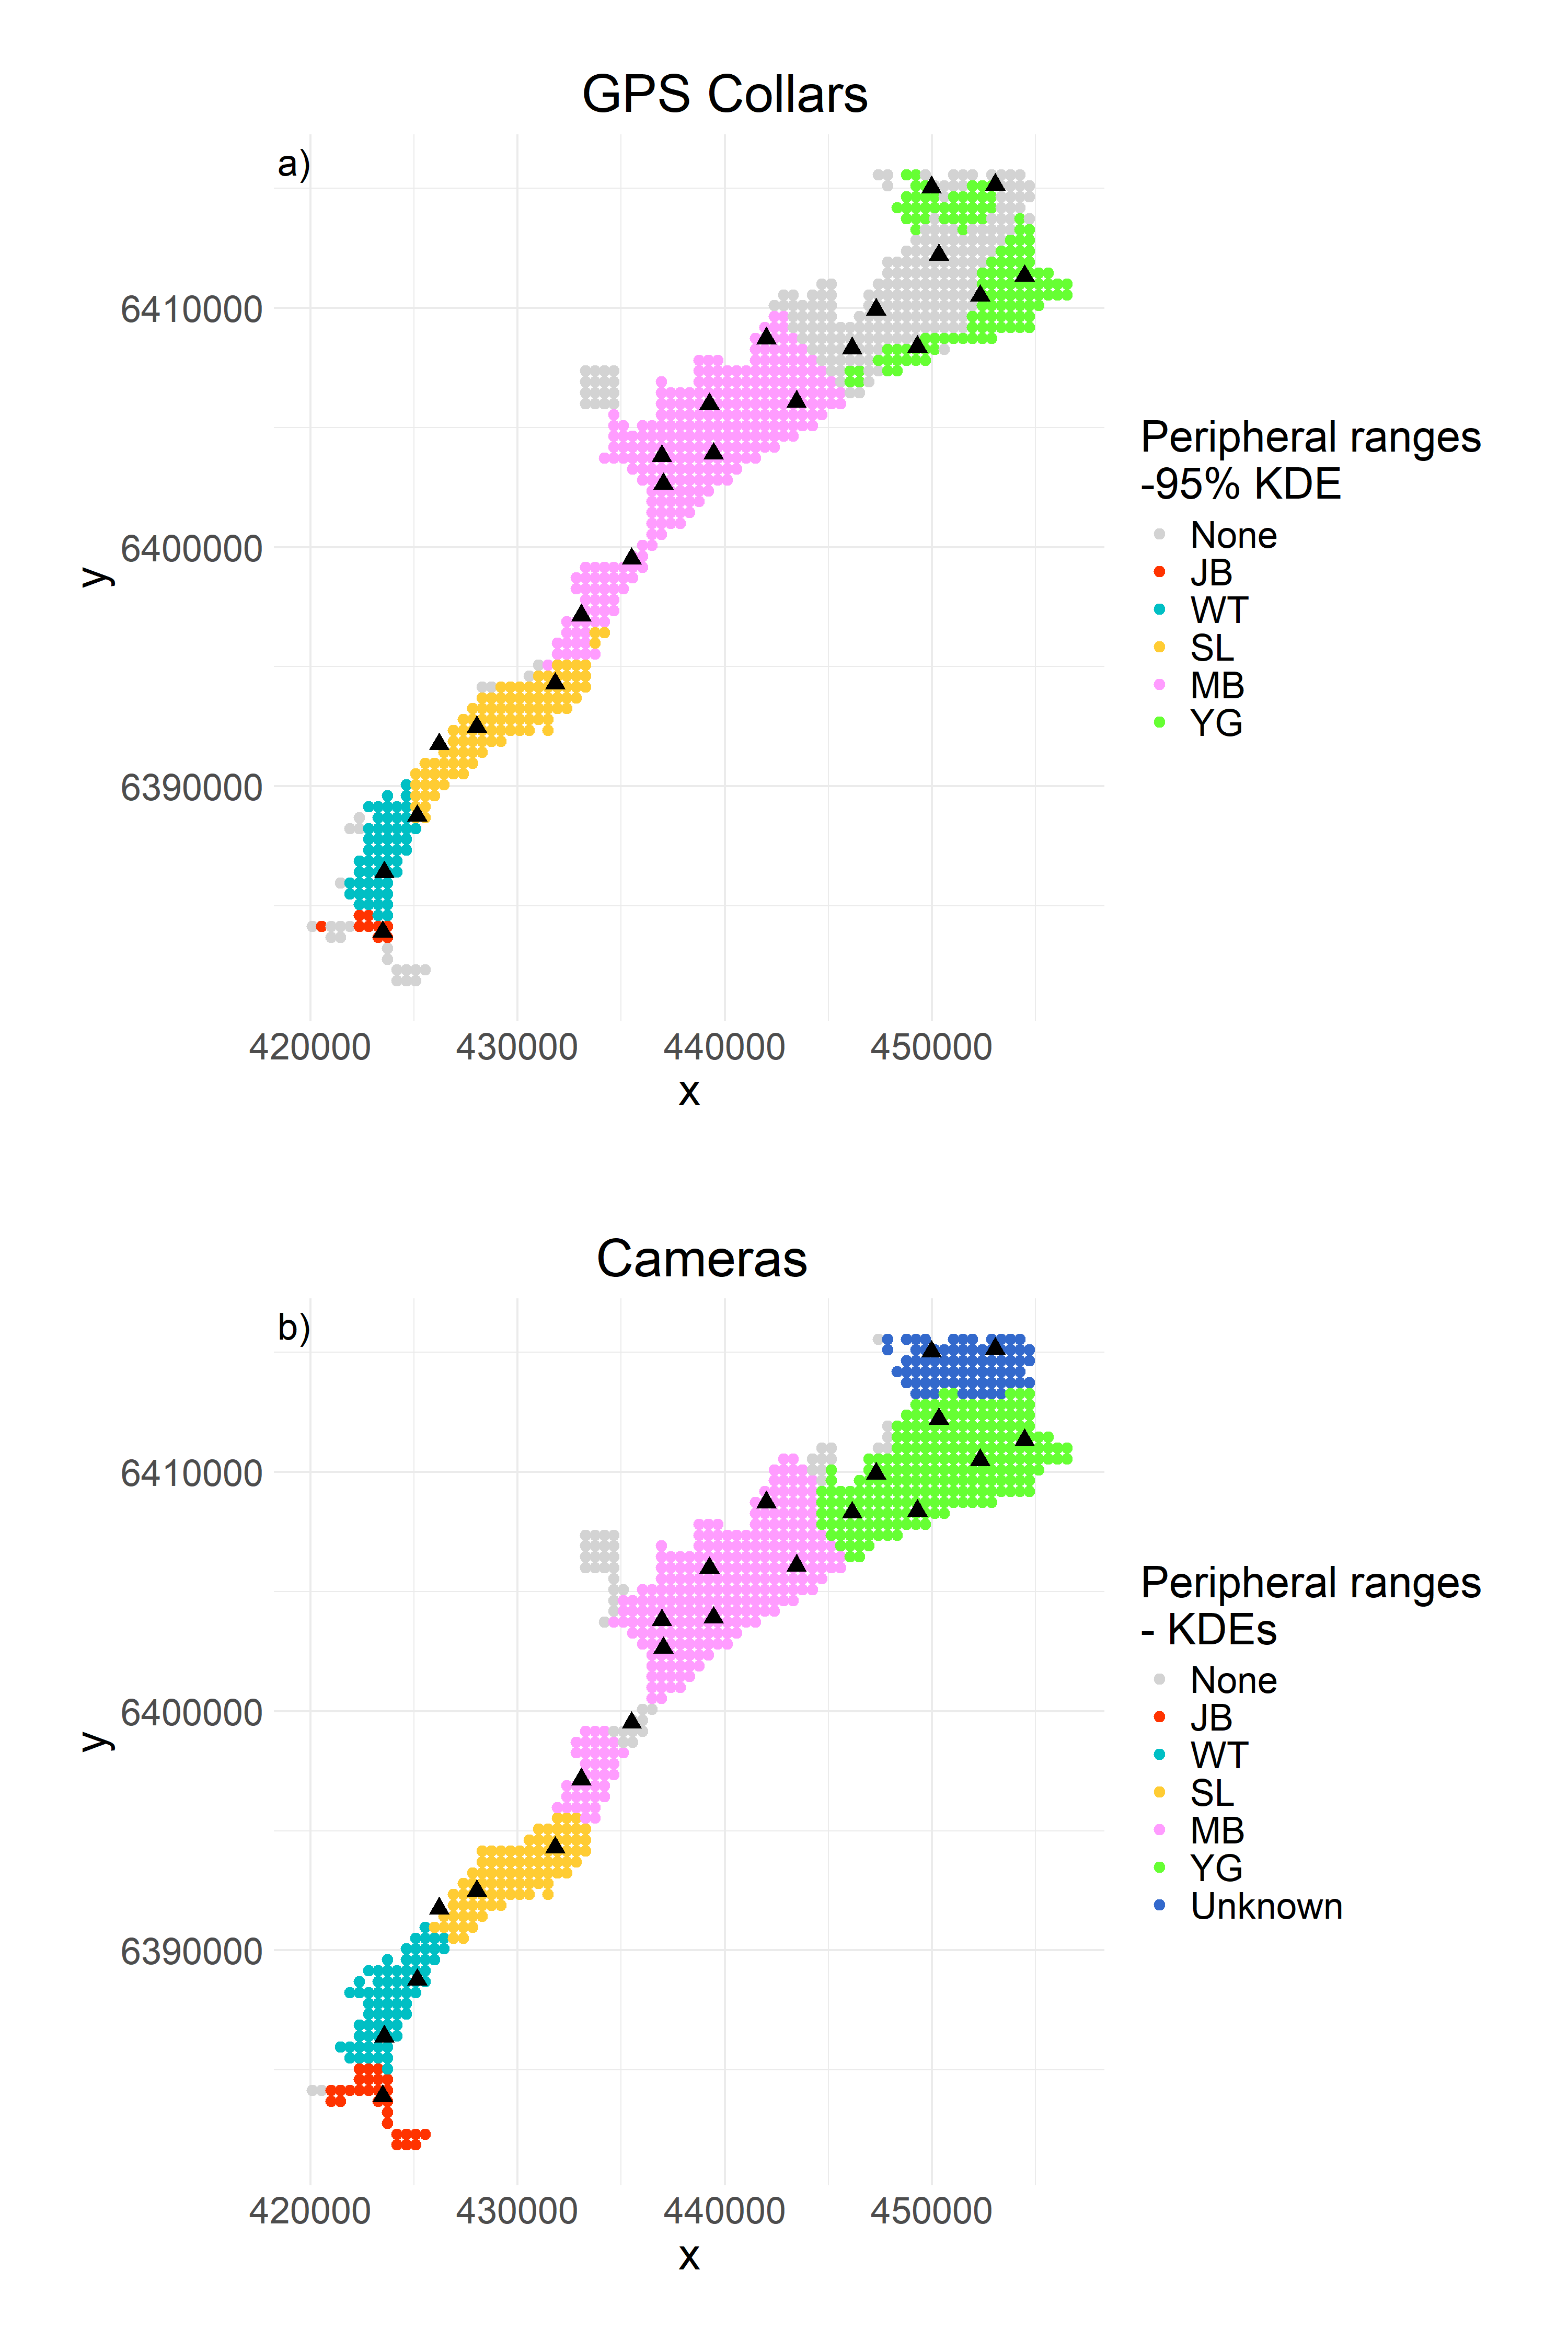 GPS Collars
a)
6410000
6400000
6390000
y
420000 430000 440000 450000
x
Peripheral ranges
-95% KDE
None
JB
WT
SL
MB
YG
Cameras
b)
6410000
6400000
6390000
y
420000 430000 440000 450000
x
Peripheral ranges
- KDEs
None
JB
WT
SL
MB
YG
Unknown